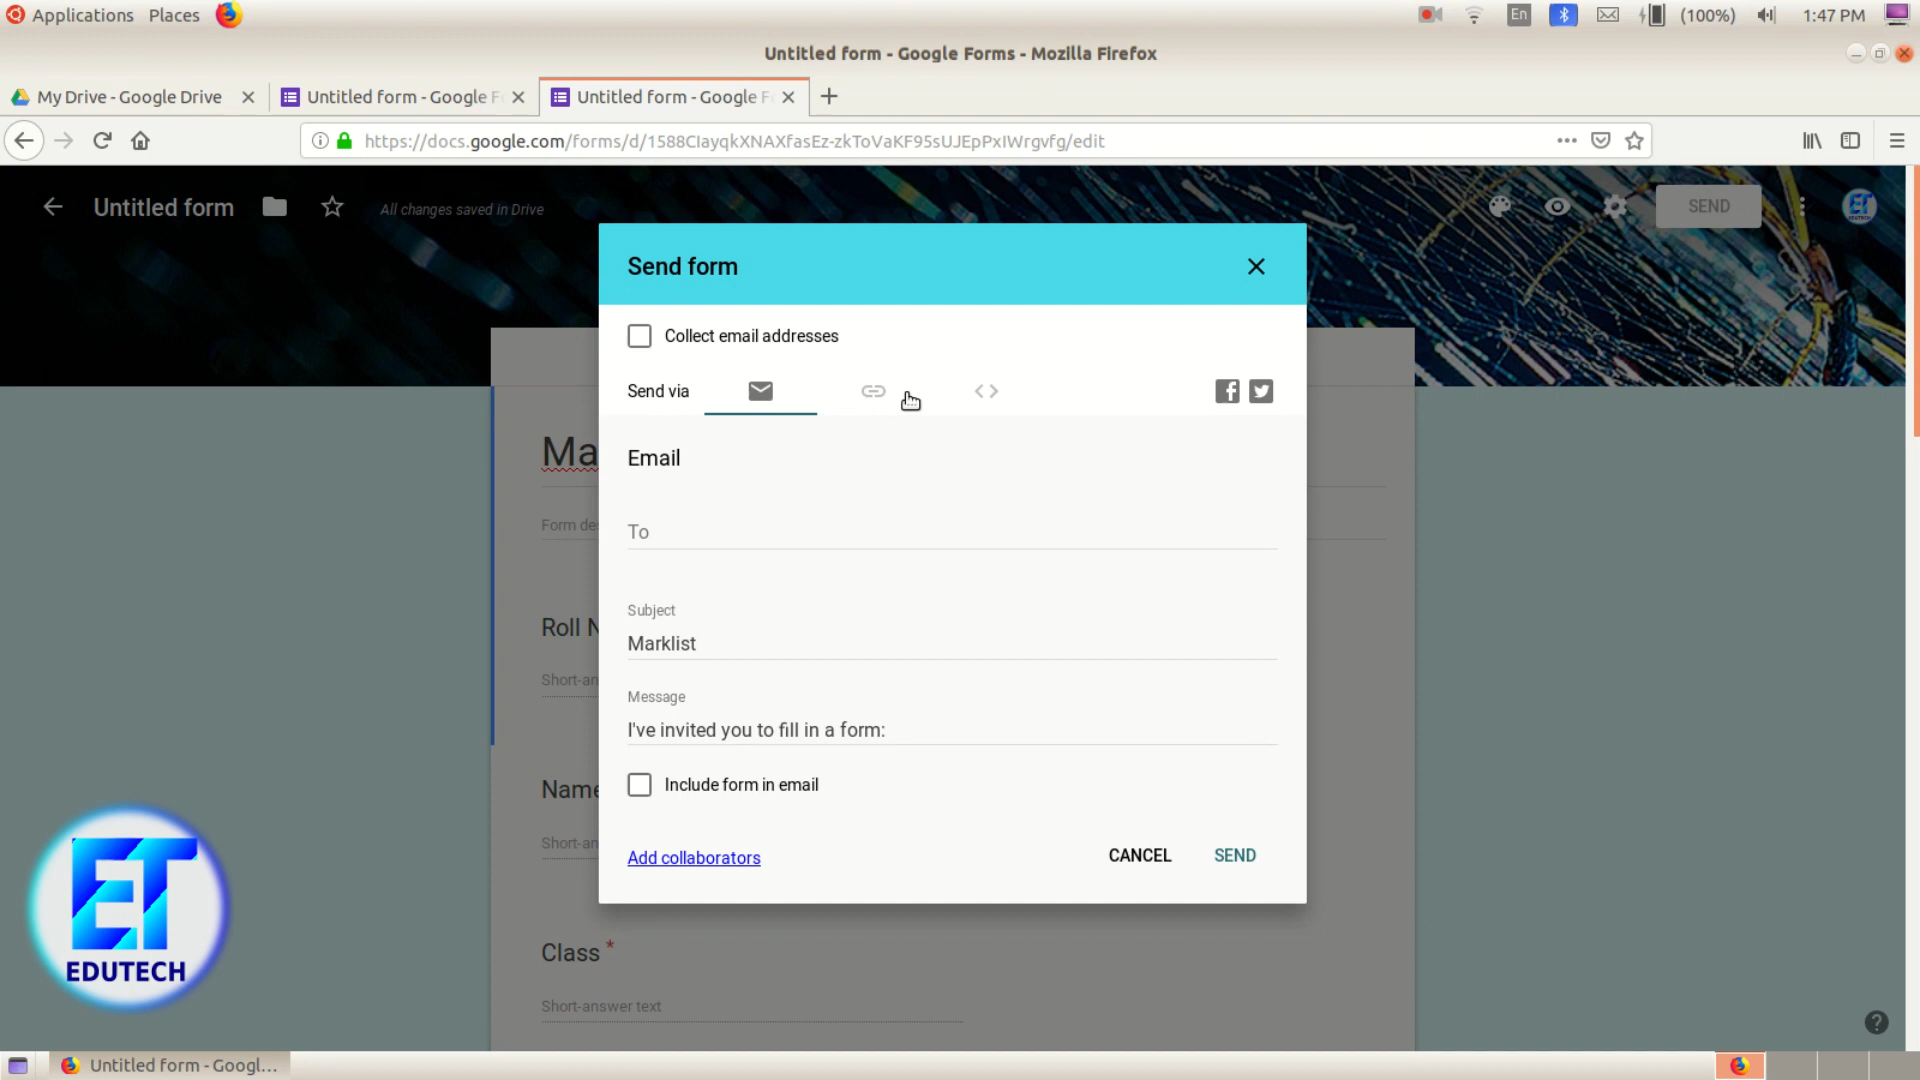 Applications Places En (100%) 1:47 PM
Untitled form - Google Forms - Mozilla Firefox
My Drive - Google Drive Untitled form - Google F Untitled form - Google F
https://docs.google.com/forms/d/1588CIayqkXNAXfasEz-zkToVaKF95sUJEpPxIWrgvfg/edit
Untitled form All changes saved in Drive SEND
Send form
Collect email addresses
Send via
Ma
Email
Form de
To
Subject
Roll N
Marklist
Short-an
Message
I've invited you to fill in a form:
Name
Include form in email
Short-an
Add collaborators CANCEL SEND
ET
EDUTECH
Class *
Short-answer text
Untitled form - Googl...